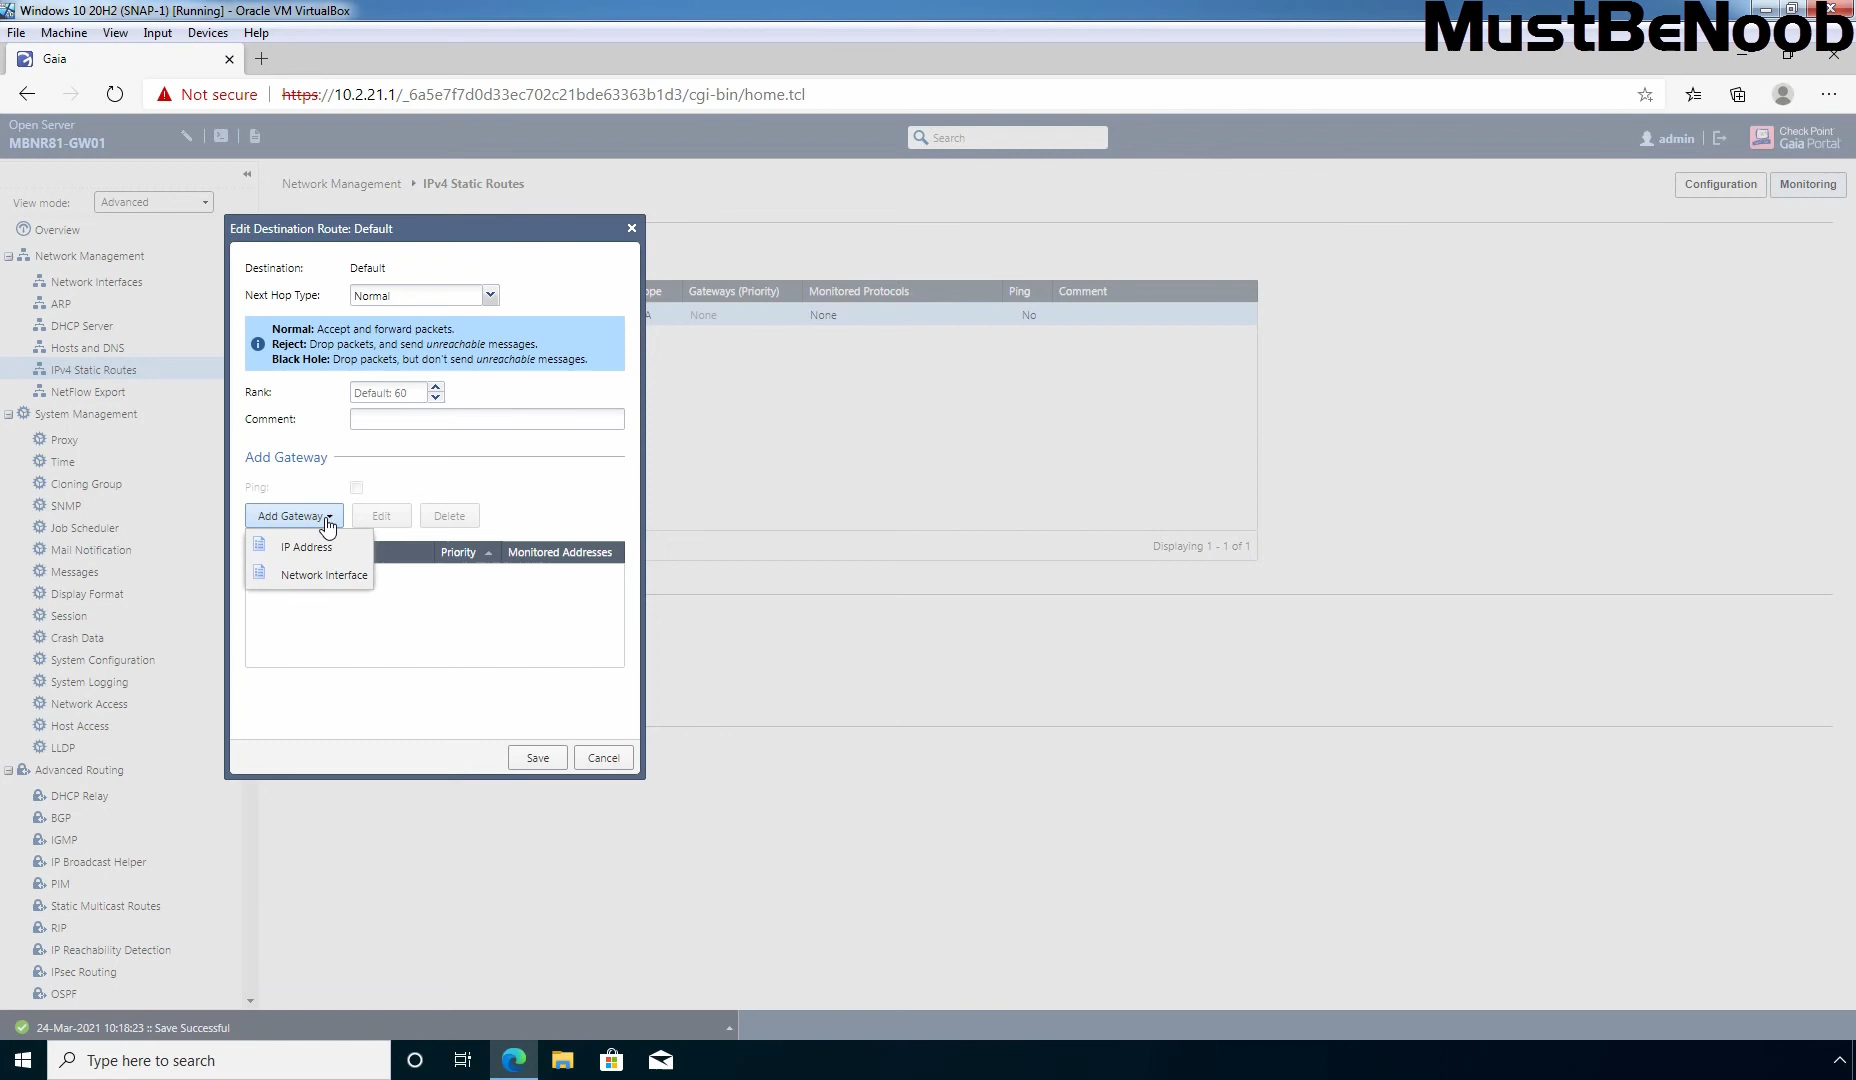 Windows 10 20H2 (SNAP-1) [Running] - Oracle VM VirtualBox
MustBeNoob
File Machine View Input Devices Help
Gaia
Not secure https://10.2.21.1/_6a5e7f7d0d33ec702c21bde63363b1d3/cgi-bin/home.tcl
Open Server
MBNR81-GW01
Search
admin
Check Point
Gaia Portal
Network Management IPv4 Static Routes
Configuration Monitoring
View mode: Advanced
Overview
Network Management
Network Interfaces
ARP
DHCP Server
Hosts and DNS
IPv4 Static Routes
NetFlow Export
System Management
Proxy
Time
Cloning Group
SNMP
Job Scheduler
Mail Notification
Messages
Display Format
Session
Crash Data
System Configuration
System Logging
Network Access
Host Access
LLDP
Advanced Routing
DHCP Relay
BGP
IGMP
IP Broadcast Helper
PIM
Static Multicast Routes
RIP
IP Reachability Detection
IPsec Routing
OSPF
Edit Destination Route: Default
Destination: Default
Next Hop Type: Normal
Normal: Accept and forward packets.
Reject: Drop packets, and send unreachable messages.
Black Hole: Drop packets, but don't send unreachable messages.
Rank: Default: 60
Comment:
Add Gateway
Ping:
Add Gateway Edit Delete
IP Address
Network Interface
Priority Monitored Addresses
Save Cancel
ype Gateways (Priority) Monitored Protocols Ping Comment
A None None No
Displaying 1 - 1 of 1
24-Mar-2021 10:18:23 :: Save Successful
Type here to search